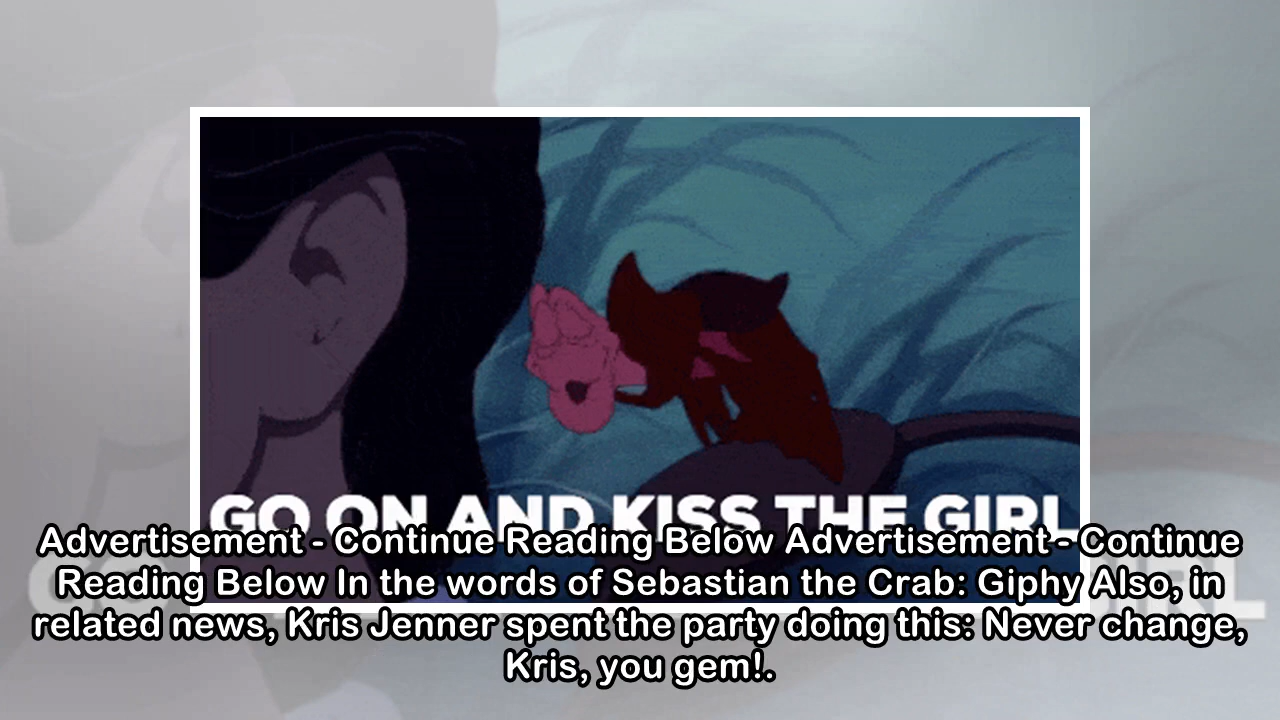 GO ON AND KISS THE GIRL
Advertisement - Continue Reading Below Advertisement - Continue
Reading Below In the words of Sebastian the Crab: Giphy Also, in
related news, Kris Jenner spent the party doing this: Never change,
Kris, you gem!.